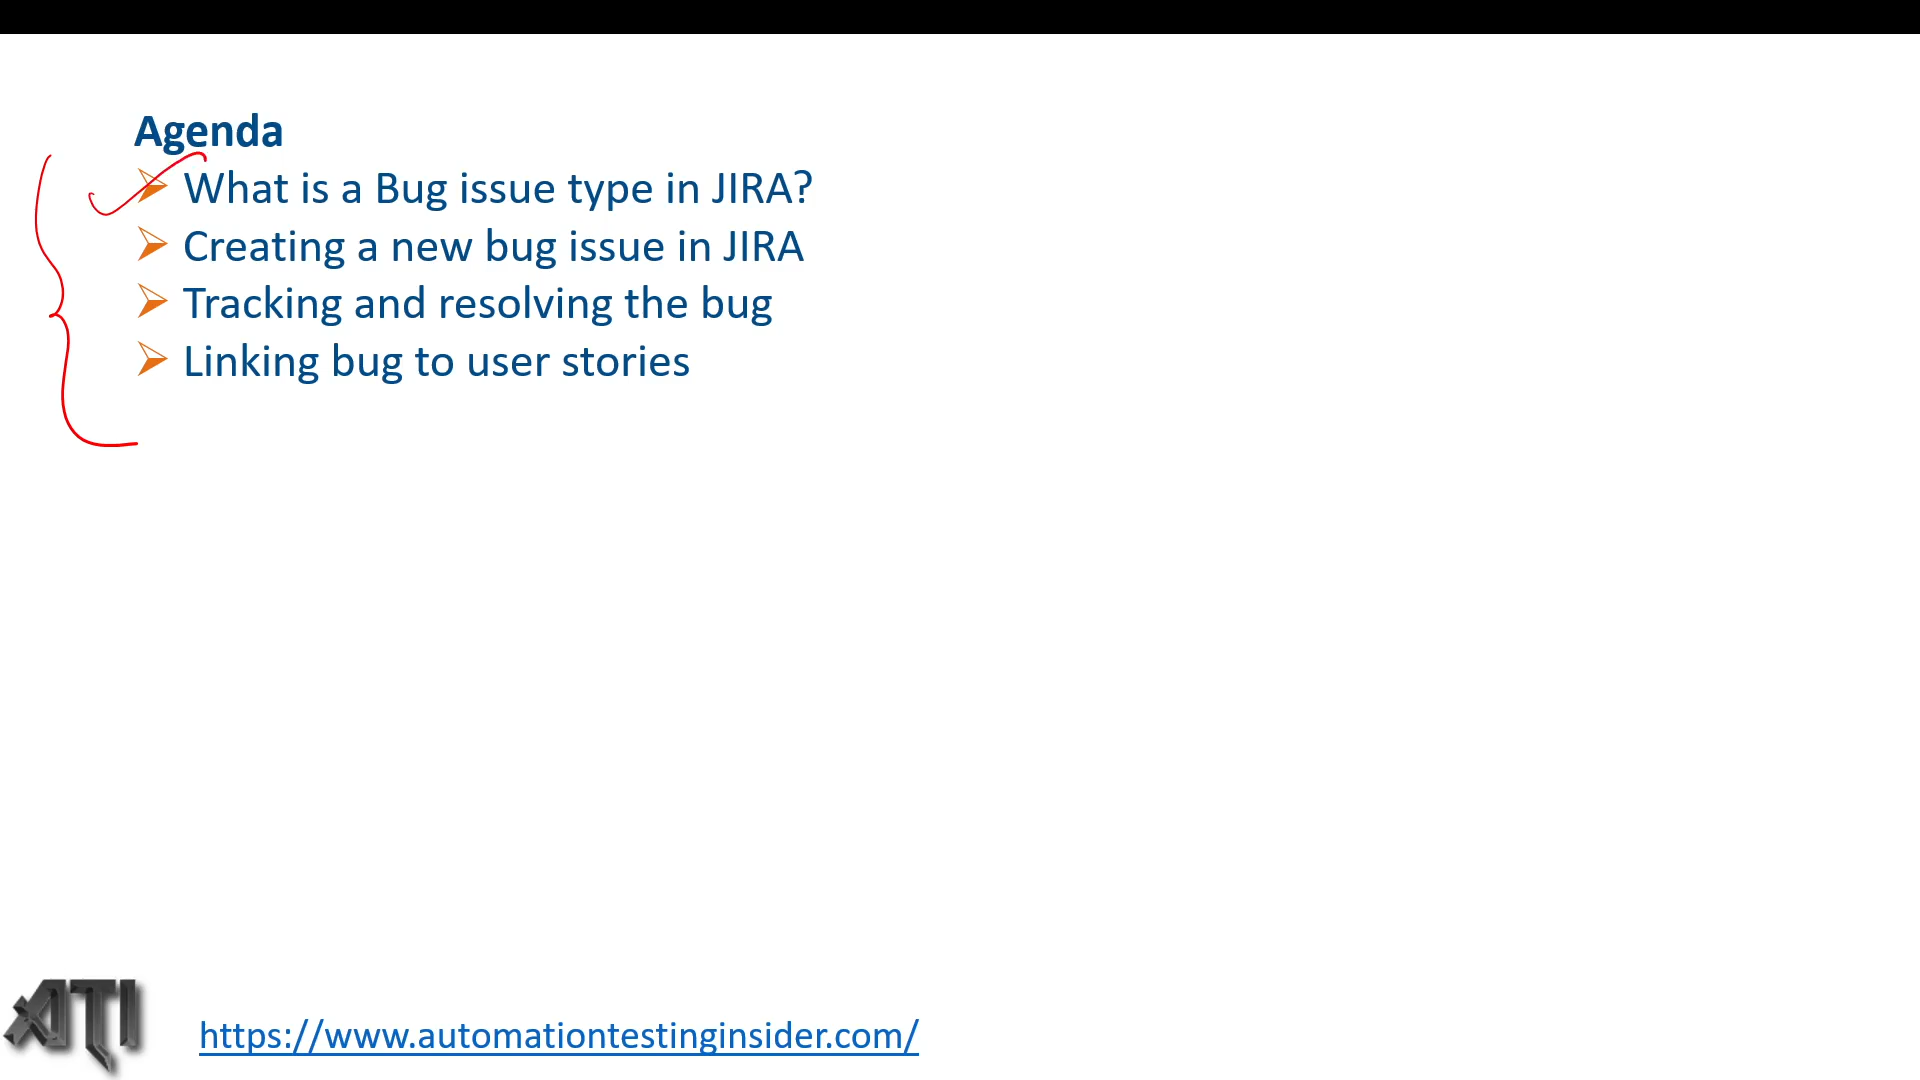 Agenda
What is a Bug issue type in JIRA?
Creating a new bug issue in JIRA
Tracking and resolving the bug
Linking bug to user stories
ATI
https://www.automationtestinginsider.com/